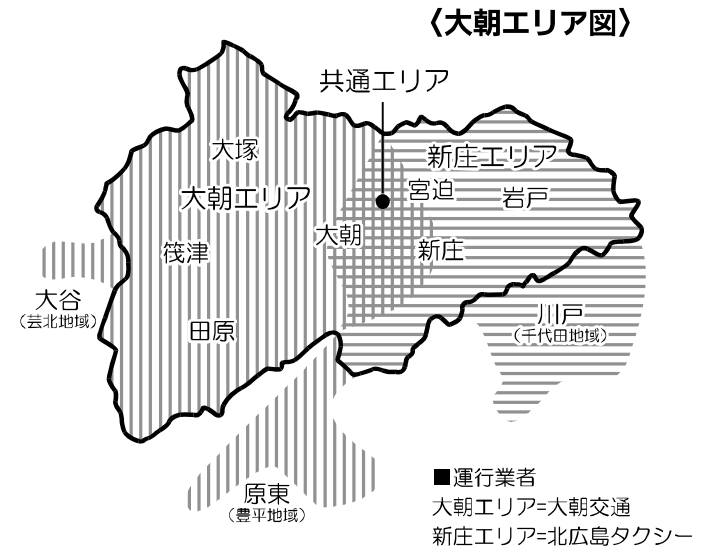 〈大朝エリア図〉
共通エリア
大塚
新庄エリア
大朝エリア
宮迫
岩戸
大朝
筏津
新庄
大谷
（芸北地域）
川戸
（千代田地域）
田原
原東
（豊平地域）
■運行業者
大朝エリア=大朝交通
新庄エリア=北広島タクシー